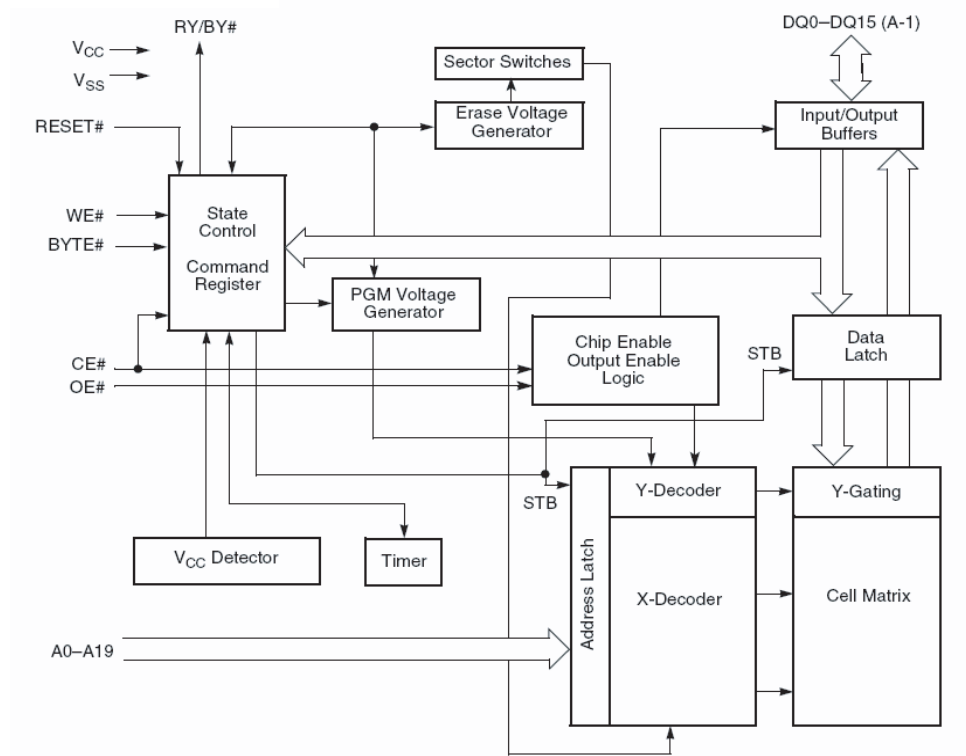 RY/BY#
DQ0–DQ15 (A-1)
VCC
VSS
Sector Switches
RESET#
Erase Voltage
Generator
Input/Output
Buffers
WE#
BYTE#
State
Control
Command
Register
PGM Voltage
Generator
Chip Enable
Output Enable
Logic
Data
Latch
STB
CE#
OE#
STB
Y-Decoder
Y-Gating
VCC Detector
Timer
Address Latch
X-Decoder
Cell Matrix
A0–A19